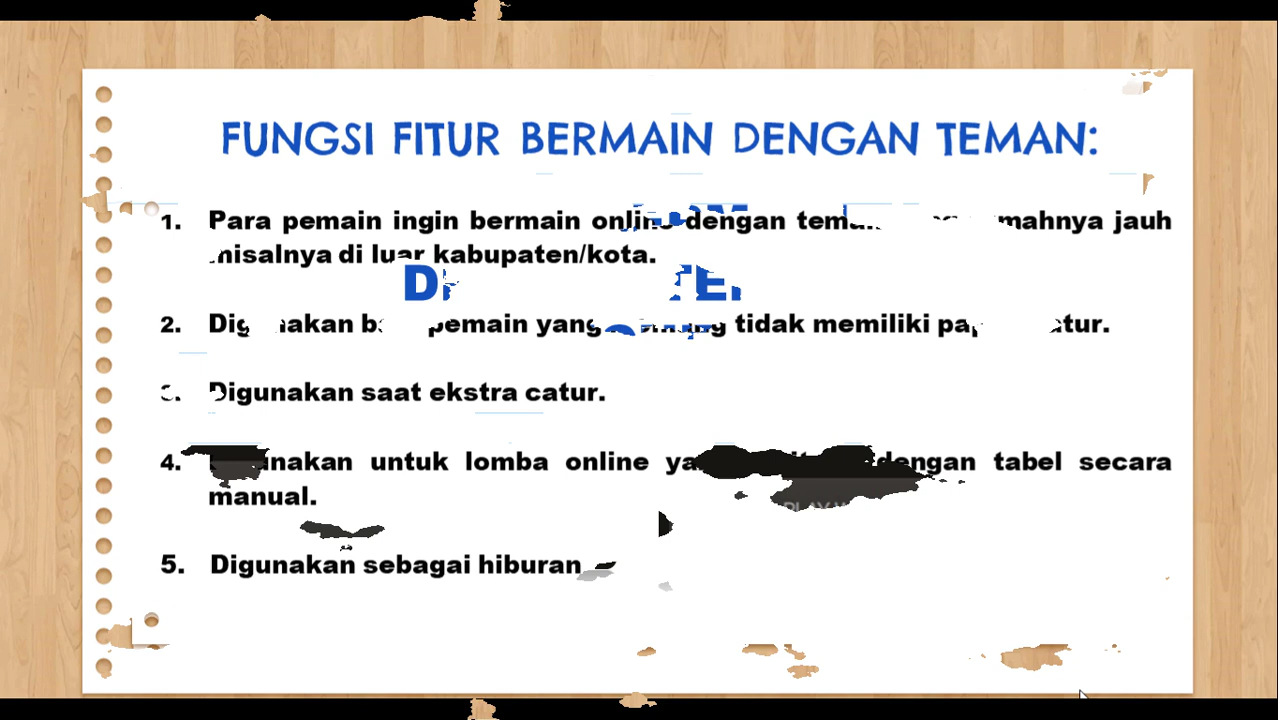 FUNGSI FITUR BERMAIN DENGAN TEMAN:
1. Para pemain ingin bermain online dengan jauh
misalnya di luar kabupaten/kota.
2. pemain yang tidak memiliki
3. Digunakan saat ekstra catur.
4. untuk lomba online dengan tabel secara
manual.
5. Digunakan sebagai hiburan